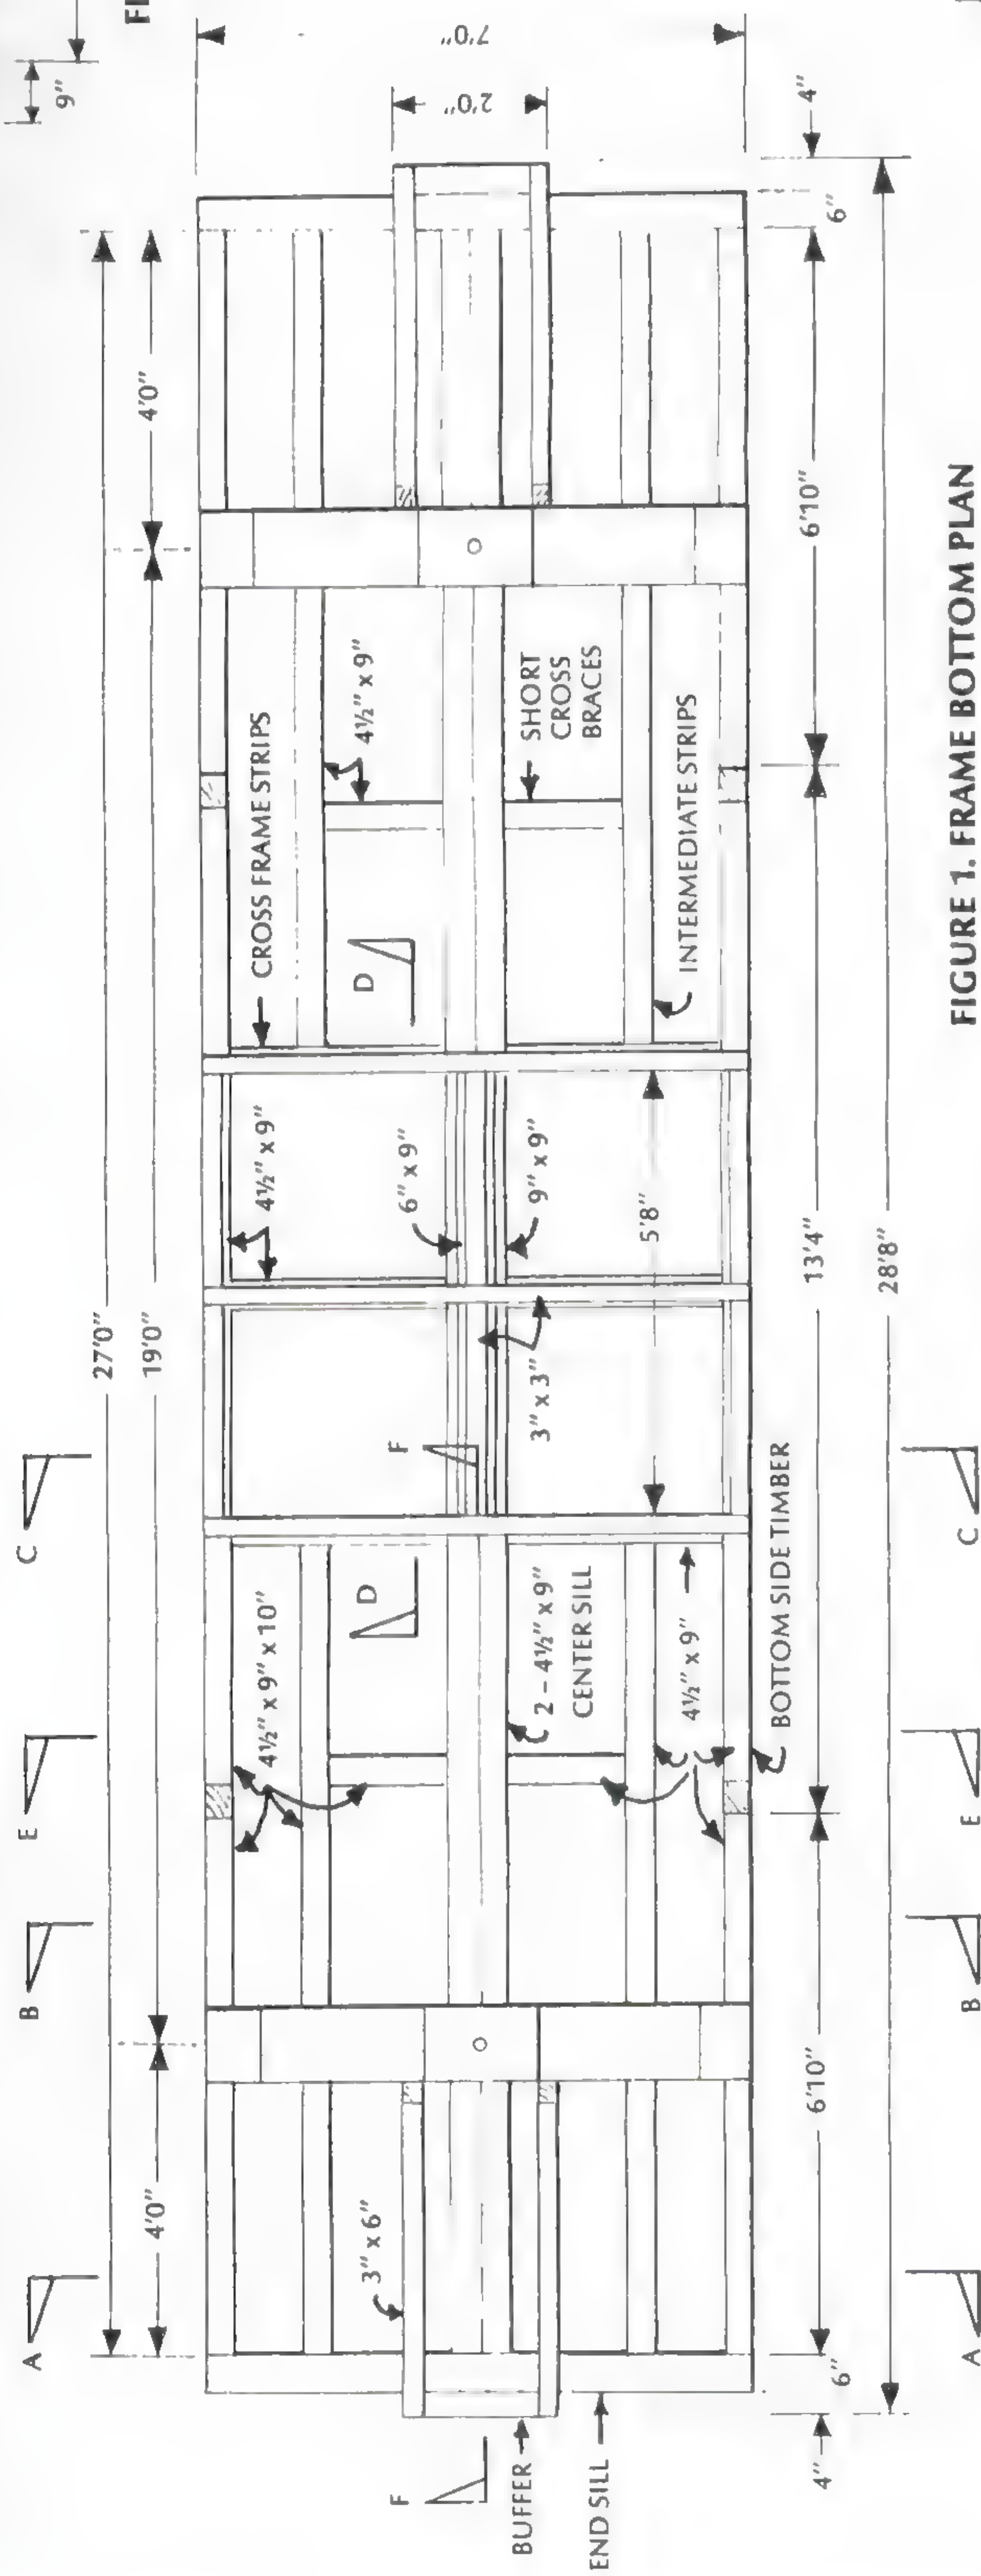 FI
9"
7'0"
2'0"
4"
6"
27'0"
4'0"
19'0"
4'0"
A
B
E
C
CROSS FRAME STRIPS
4½" x 9"
SHORT
CROSS
BRACES
INTERMEDIATE STRIPS
D
4½" x 9"
6" x 9"
9" x 9"
3" x 3"
5'8"
F
D
4½" x 9" x 10"
2 – 4½" x 9"
CENTER SILL
4½" x 9"
BOTTOM SIDE TIMBER
3" x 6"
F
BUFFER
END SILL
4"
6"
6'10"
13'4"
6'10"
28'8"
A
B
E
C
FIGURE 1. FRAME BOTTOM PLAN